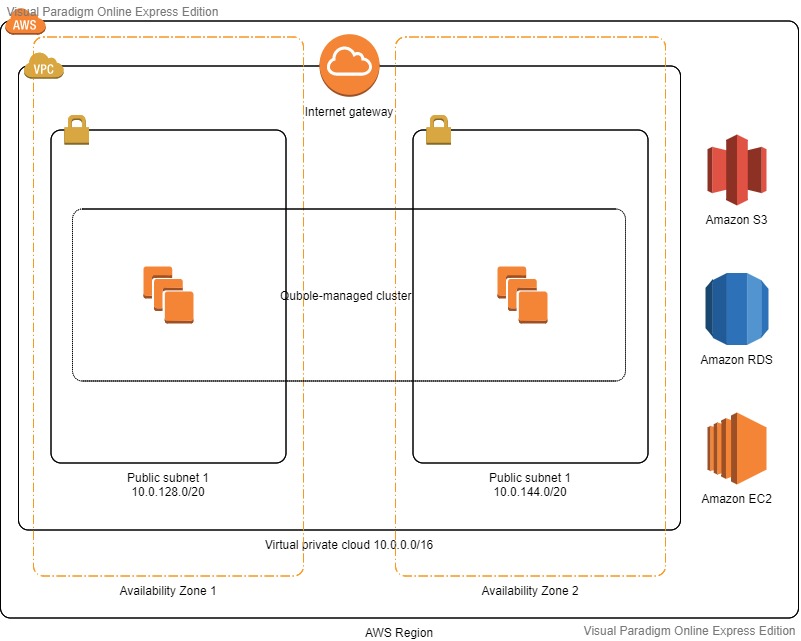 Visual Paradigm Online Express Edition
AWS
VPC
Internet gateway
Amazon S3
Qubole-managed cluster
Amazon RDS
Public subnet 1
10.0.128.0/20
Public subnet 1
10.0.144.0/20
Amazon EC2
Virtual private cloud 10.0.0.0/16
Availability Zone 1
Availability Zone 2
AWS Region
Visual Paradigm Online Express Edition